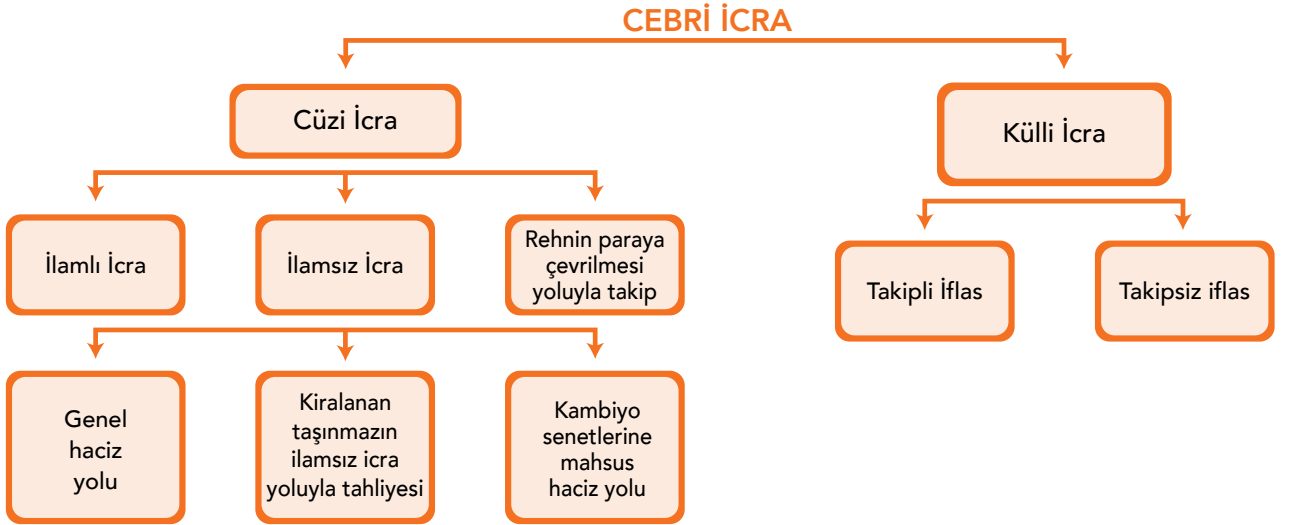 CEBRİ İCRA
Cüzi İcra
Külli İcra
İlamlı İcra
İlamsız İcra
Rehnin paraya
çevrilmesi
yoluyla takip
Takipli İflas
Takipsiz iflas
Genel
haciz
yolu
Kiralanan
taşınmazın
ilamsız icra
yoluyla tahliyesi
Kambiyo
senetlerine
mahsus
haciz yolu